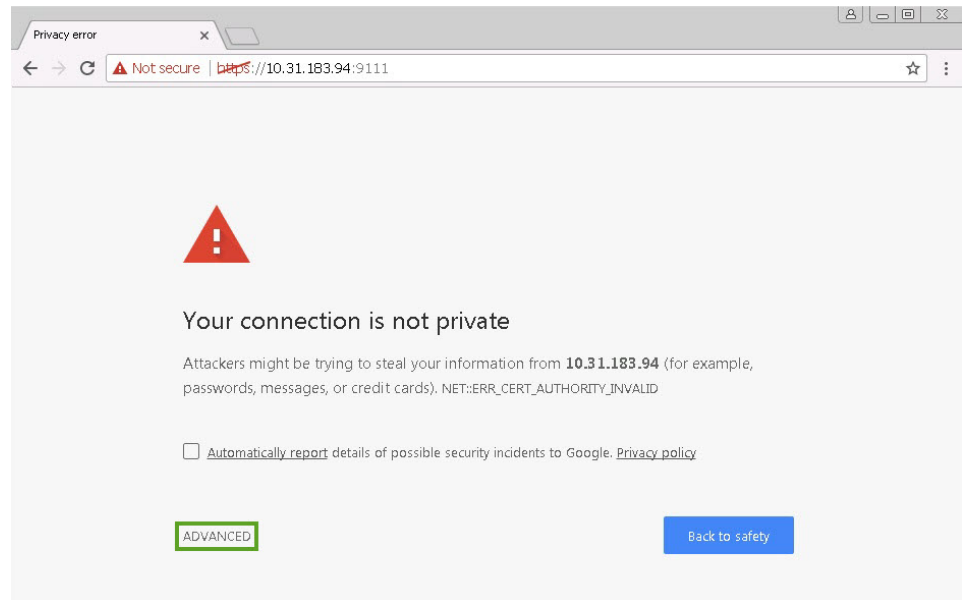 Privacy error
Not secure | https://10.31.183.94:9111
Your connection is not private
Attackers might be trying to steal your information from 10.31.183.94 (for example,
passwords, messages, or credit cards). NET::ERR_CERT_AUTHORITY_INVALID
Automatically report details of possible security incidents to Google. Privacy policy
ADVANCED
Back to safety